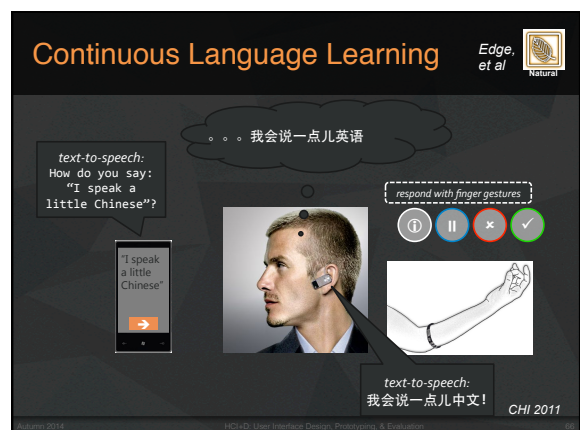 Continuous Language Learning
Edge,
et al
Natural
。。。我会说一点儿英语
text-to-speech:
How do you say:
“I speak a
little Chinese”?
respond with finger gestures
“I speak
a little
Chinese”
text-to-speech:
我会说一点儿中文!
CHI 2011
Autumn 2014
HCI+D: User Interface Design, Prototyping, & Evaluation
66